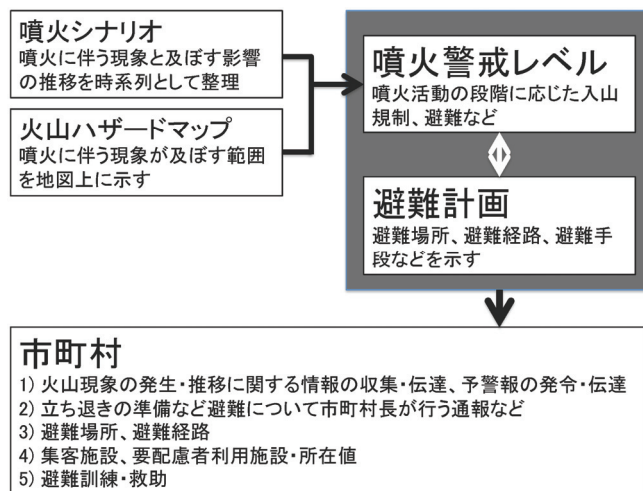 噴火シナリオ
噴火に伴う現象と及ぼす影響
の推移を時系列として整理
火山ハザードマップ
噴火に伴う現象が及ぼす範囲
を地図上に示す
噴火警戒レベル
噴火活動の段階に応じた入山
規制、避難など
避難計画
避難場所、避難経路、避難手
段などを示す
市町村
1) 火山現象の発生・推移に関する情報の収集・伝達、予警報の発令・伝達
2) 立ち退きの準備など避難について市町村長が行う通報など
3) 避難場所、避難経路
4) 集客施設、要配慮者利用施設・所在値
5) 避難訓練・救助